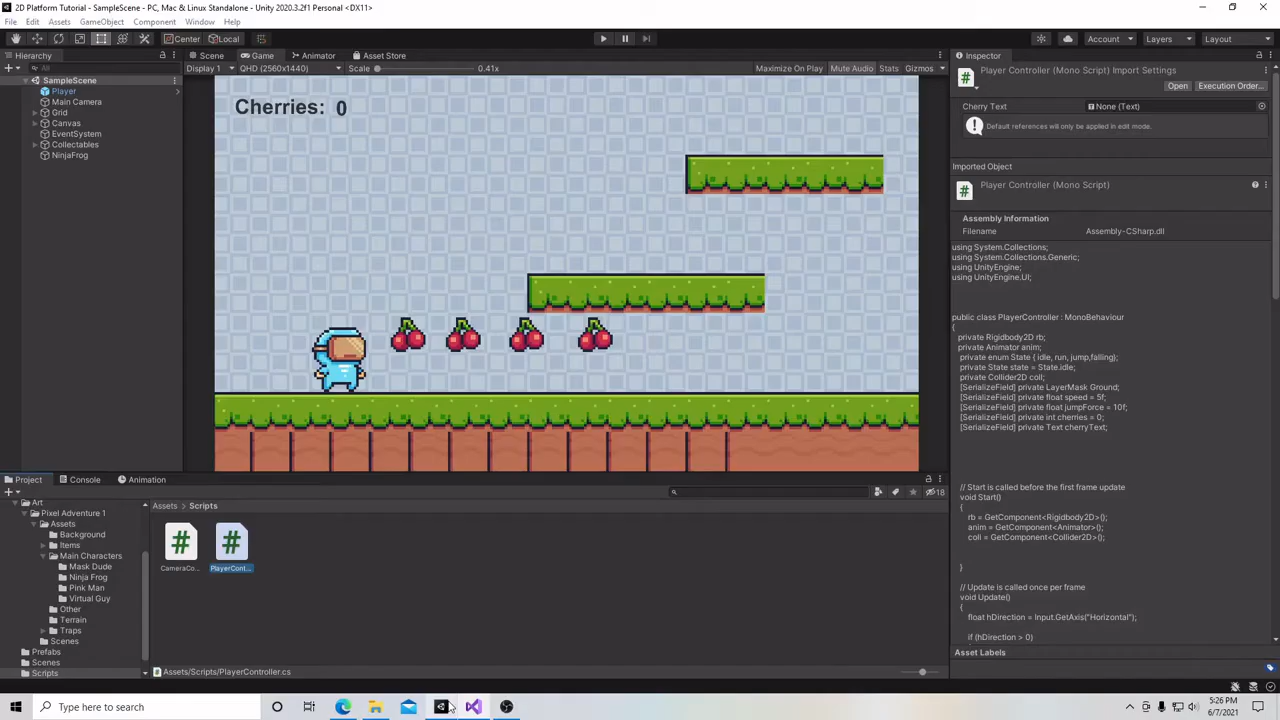 2D Platform Tutorial - SampleScene - PC, Mac & Linux Standalone - Unity 2020.3.2f1 Personal <DX11>
File Edit Assets GameObject Component Window Help
Center Local Account Layers Layout
Hierarchy
All
SampleScene
Player
Main Camera
Grid
Canvas
EventSystem
Collectables
NinjaFrog
Scene Game Animator Asset Store
Display 1 QHD (2560x1440) Scale 0.41x Maximize On Play Mute Audio Stats Gizmos
Cherries: 0
Inspector
Player Controller (Mono Script) Import Settings
Open Execution Order...
Cherry Text None (Text)
Default references will only be applied in edit mode.
Imported Object
Player Controller (Mono Script)
Assembly Information
Filename Assembly-CSharp.dll
using System.Collections;
using System.Collections.Generic;
using UnityEngine;
using UnityEngine.UI;
public class PlayerController : MonoBehaviour
{
private Rigidbody2D rb;
private Animator anim;
private enum State { idle, run, jump,falling};
private State state = State.idle;
private Collider2D coll;
[SerializeField] private LayerMask Ground;
[SerializeField] private float speed = 5f;
[SerializeField] private float jumpForce = 10f;
[SerializeField] private int cherries = 0;
[SerializeField] private Text cherryText;
// Start is called before the first frame update
void Start()
{
rb = GetComponent<Rigidbody2D>();
anim = GetComponent<Animator>();
coll = GetComponent<Collider2D>();
}
// Update is called once per frame
void Update()
{
float hDirection = Input.GetAxis("Horizontal");
if (hDirection > 0)
Asset Labels
Project Console Animation
18
Art
Pixel Adventure 1
Assets
Background
Items
Main Characters
Mask Dude
Ninja Frog
Pink Man
Virtual Guy
Other
Terrain
Traps
Scenes
Prefabs
Scenes
Scripts
Assets > Scripts
CameraCo... PlayerCont...
Assets/Scripts/PlayerController.cs
Type here to search
5:26 PM
6/7/2021